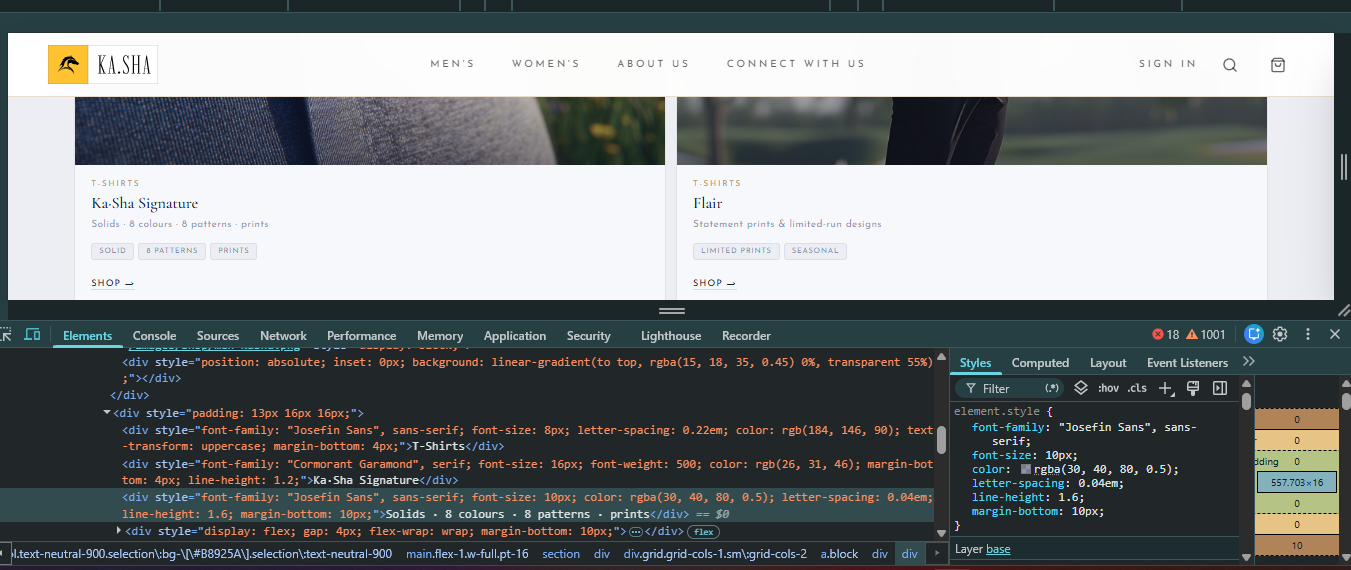 KA.SHA
MEN'S
WOMEN'S
ABOUT US
CONNECT WITH US
SIGN IN
T-SHIRTS
Ka·Sha Signature
Solids · 8 colours · 8 patterns · prints
SOLID
8 PATTERNS
PRINTS
SHOP
T-SHIRTS
Flair
Statement prints & limited-run designs
LIMITED PRINTS
SEASONAL
SHOP
Elements
Console
Sources
Network
Performance
Memory
Application
Security
Lighthouse
Recorder
18
1001
<div style="position: absolute; inset: 0px; background: linear-gradient(to top, rgba(15, 18, 35, 0.45) 0%, transparent 55%)
;"></div>
</div>
<div style="padding: 13px 16px 16px;">
<div style="font-family: "Josefin Sans", sans-serif; font-size: 8px; letter-spacing: 0.22em; color: rgb(184, 146, 90); text
-transform: uppercase; margin-bottom: 4px;">T-Shirts</div>
<div style="font-family: "Cormorant Garamond", serif; font-size: 16px; font-weight: 500; color: rgb(26, 31, 46); margin-bot
tom: 4px; line-height: 1.2;">Ka·Sha Signature</div>
<div style="font-family: "Josefin Sans", sans-serif; font-size: 10px; color: rgba(30, 40, 80, 0.5); letter-spacing: 0.04em;
line-height: 1.6; margin-bottom: 10px;">Solids · 8 colours · 8 patterns · prints</div> == $0
<div style="display: flex; gap: 4px; flex-wrap: wrap; margin-bottom: 10px;">⋯</div> flex
ol.text-neutral-900.selection\:bg-\[\#B8925A\].selection\:text-neutral-900
main.flex-1.w-full.pt-16
section
div
div.grid.grid-cols-1.sm\:grid-cols-2
a.block
div
div
Styles
Computed
Layout
Event Listeners
Filter
(.*)
:hov
.cls
element.style {
font-family: "Josefin Sans", sans-
serif;
font-size: 10px;
color: rgba(30, 40, 80, 0.5);
letter-spacing: 0.04em;
line-height: 1.6;
margin-bottom: 10px;
}
Layer base
0
0
dding 0
557.703×16
0
0
10